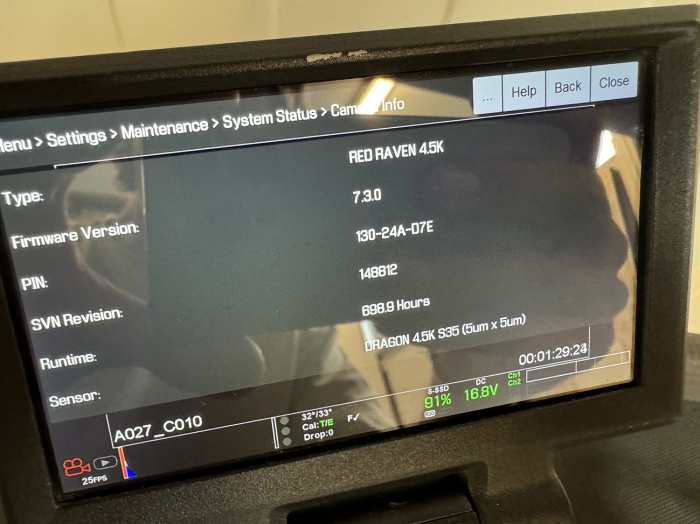 ... Help Back Close
Menu > Settings > Maintenance > System Status > Camera Info
Type: RED RAVEN 4.5K
Firmware Version: 7.3.0
PIN: 130-24A-D7E
SVN Revision: 148812
Runtime: 698.9 Hours
Sensor: DRAGON 4.5K S35 (5um x 5um)
00:01:29:23
A027_C010
32°/33°
Cal:T/E
Drop:0
F✓
S-SSD
91%
DC
16.8V
Ch1
Ch2
25FPS